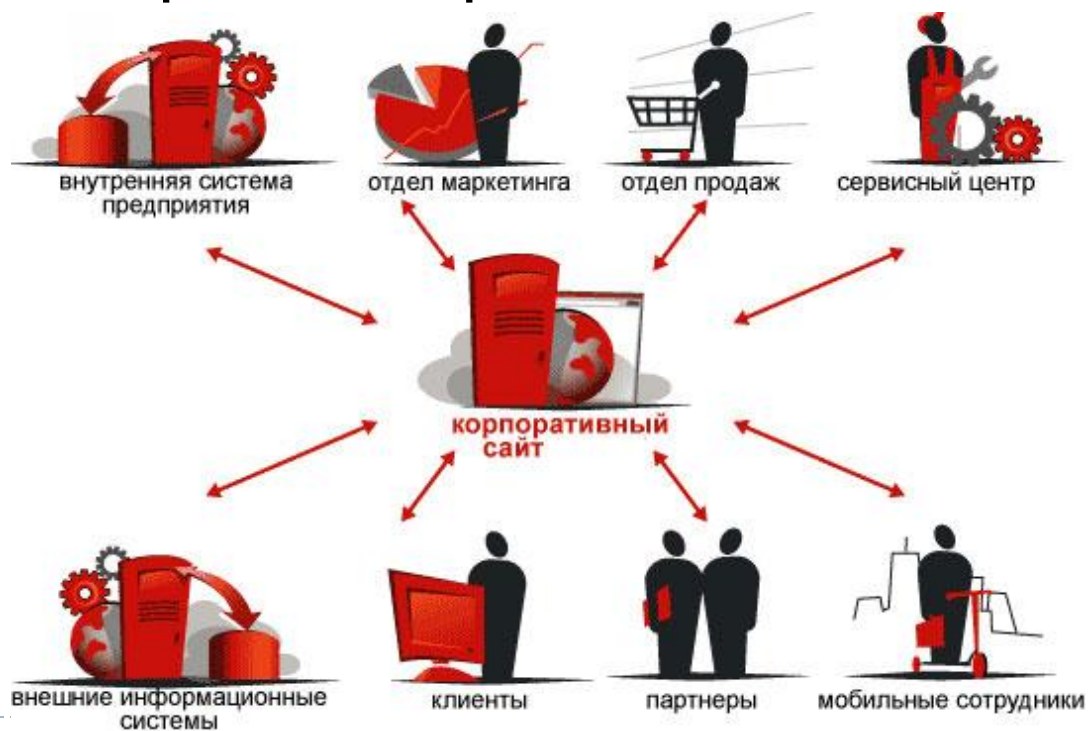 внутренняя система
предприятия
отдел маркетинга
отдел продаж
сервисный центр
корпоративный
сайт
внешние информационные
системы
клиенты
партнеры
мобильные сотрудники